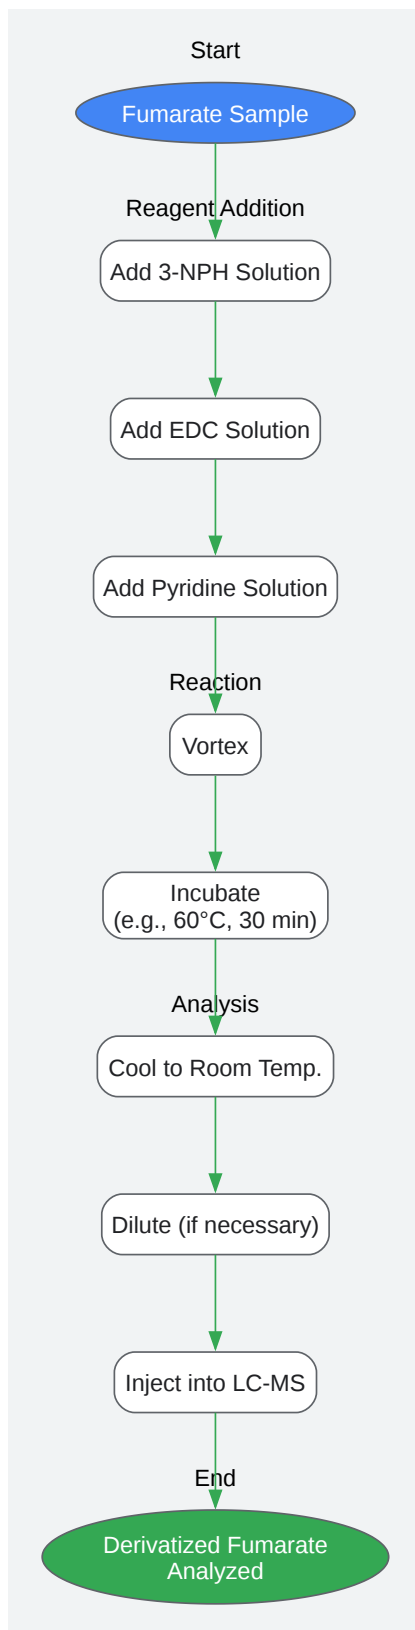 Start
Fumarate Sample
Reagent Addition
Add 3-NPH Solution
Add EDC Solution
Add Pyridine Solution
Reaction
Vortex
Incubate
(e.g., 60°C, 30 min)
Analysis
Cool to Room Temp.
Dilute (if necessary)
Inject into LC-MS
End
Derivatized Fumarate
Analyzed